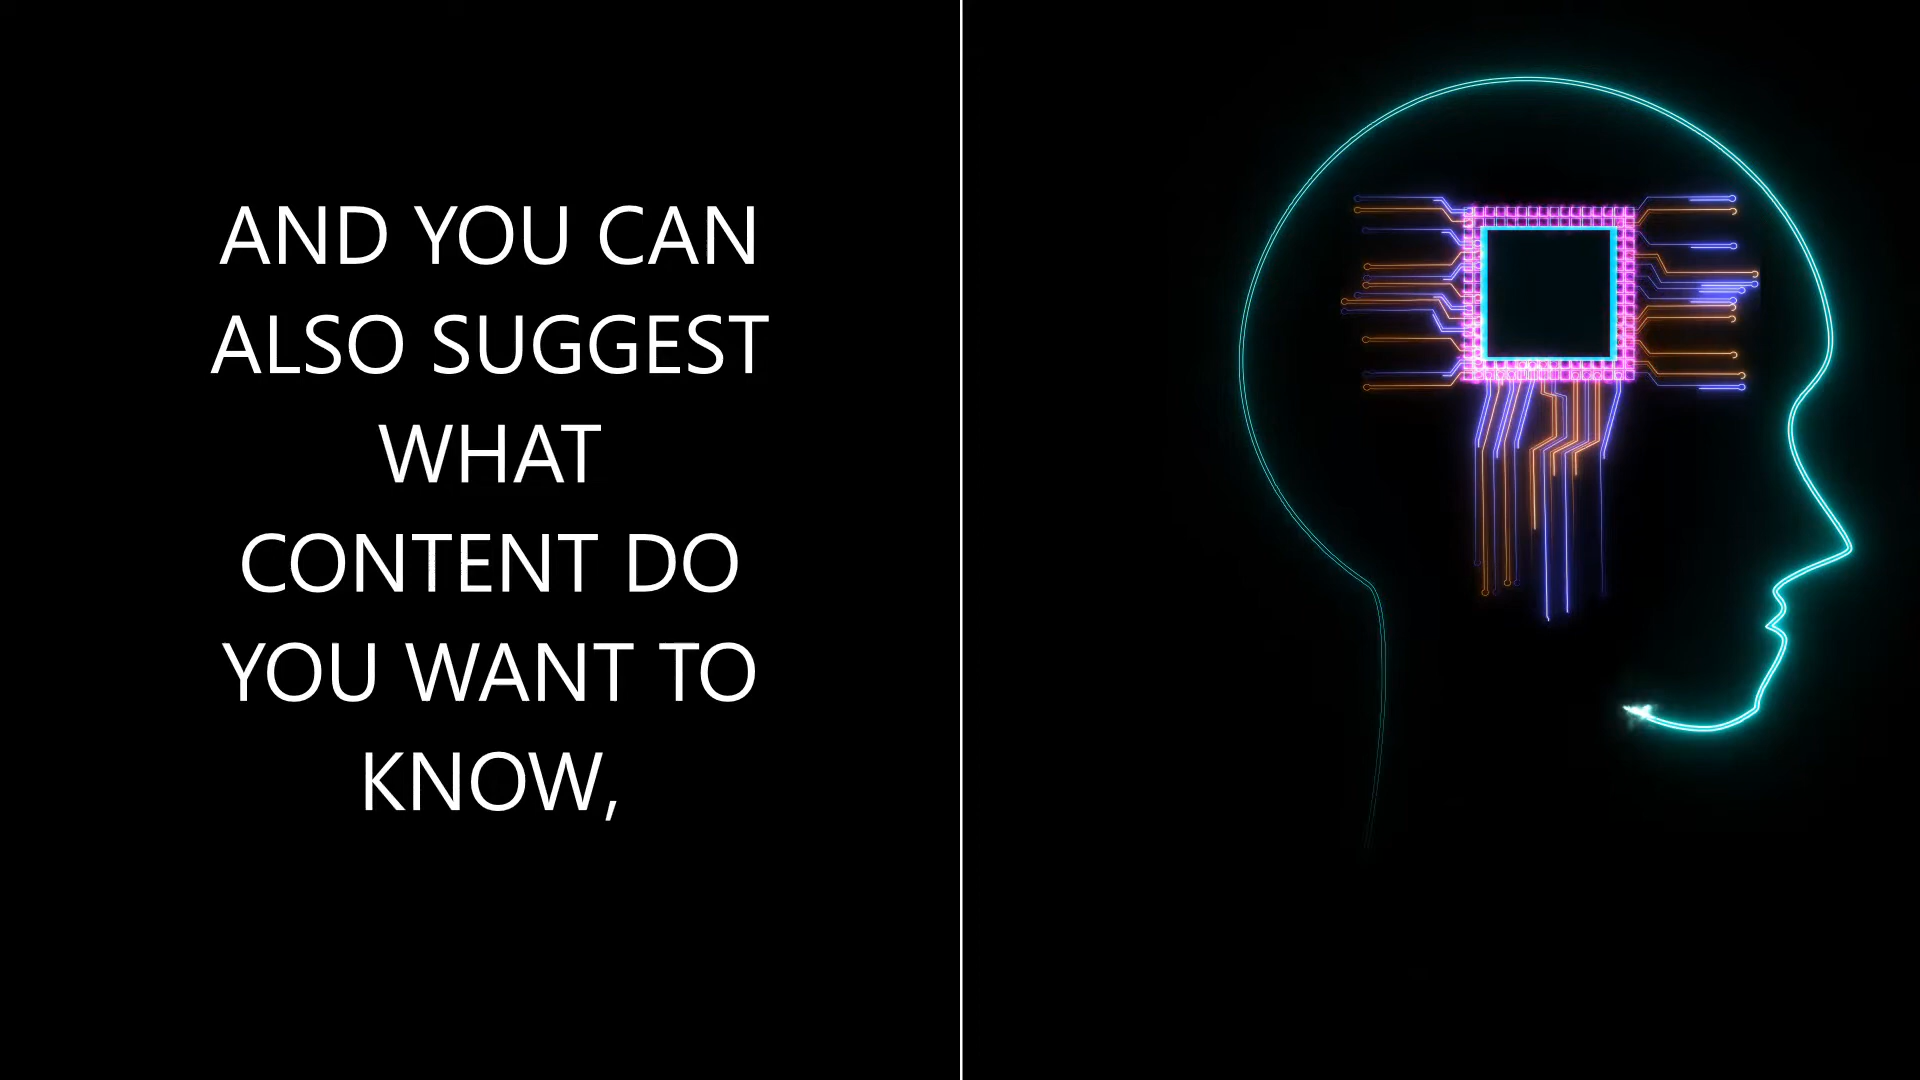 AND YOU CAN
ALSO SUGGEST
WHAT
CONTENT DO
YOU WANT TO
KNOW,